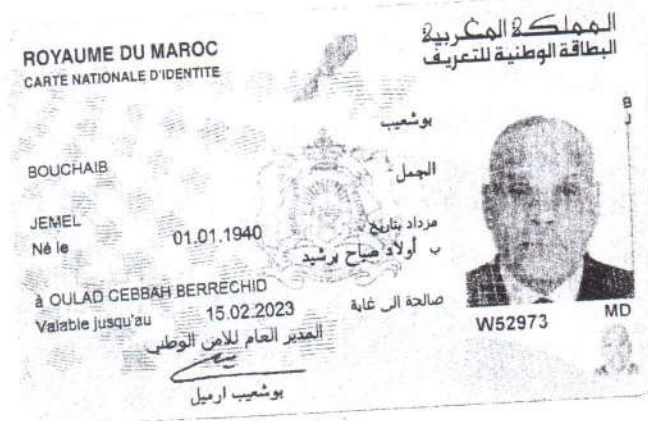 ROYAUME DU MAROC
المملكة المغربية
CARTE NATIONALE D'IDENTITE
البطاقة الوطنية للتعريف
بوشعيب
BOUCHAIB
الجمل
JEMEL
Né le 01.01.1940 مزداد بتاريخ
ب أولاد صباح برشيد
à OULAD CEBBAH BERRECHID
Valable jusqu'au 15.02.2023 صالحة الى غاية
المدير العام للامن الوطني
بوشعيب ارميل
W52973 MD
B
J